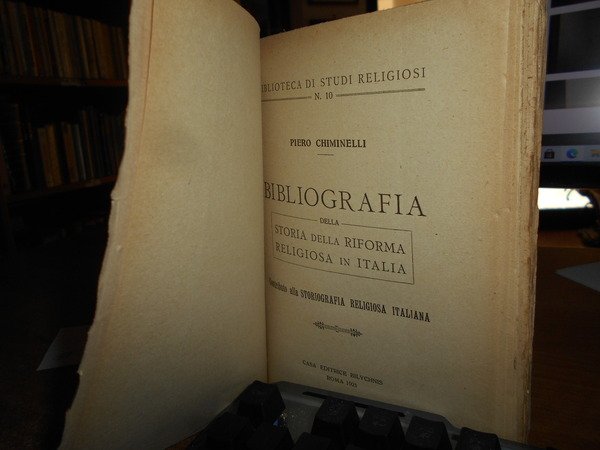 BIBLIOTECA DI STUDI RELIGIOSI
N. 10
PIERO CHIMINELLI
BIBLIOGRAFIA
DELLA
STORIA DELLA RIFORMA
RELIGIOSA IN ITALIA
Contributo alla STORIOGRAFIA RELIGIOSA ITALIANA
CASA EDITRICE BILYCHNIS
ROMA 1921